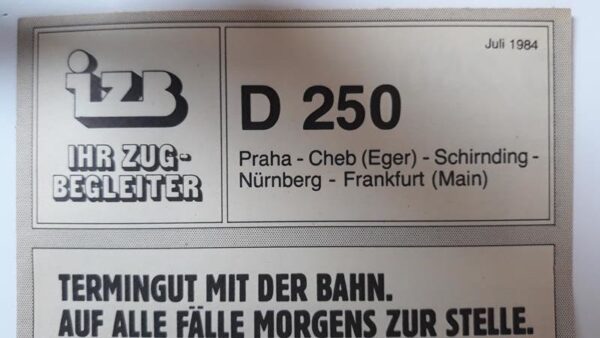 Juli 1984
izb
IHR ZUG-
BEGLEITER
D 250
Praha - Cheb (Eger) - Schirnding -
Nürnberg - Frankfurt (Main)
TERMINGUT MIT DER BAHN.
AUF ALLE FÄLLE MORGENS ZUR STELLE.